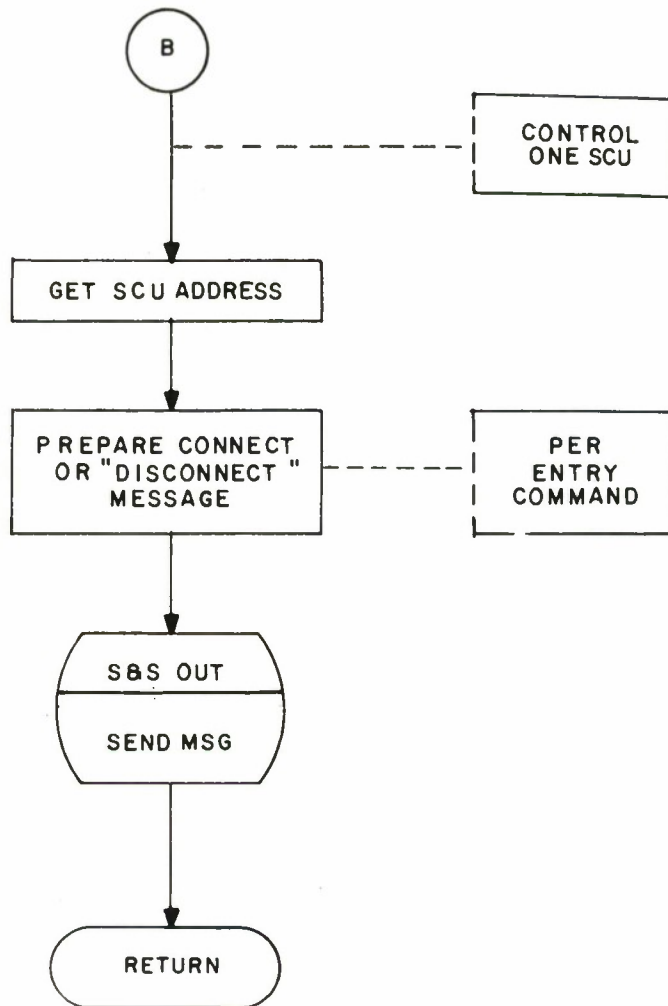 B
CONTROL
ONE SCU
GET SCU ADDRESS
PREPARE CONNECT
OR "DISCONNECT"
MESSAGE
PER
ENTRY
COMMAND
S&S OUT
SEND MSG
RETURN